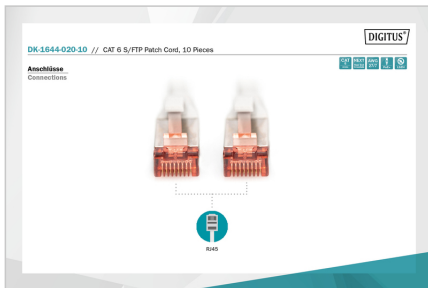 DIGITUS®
DK-1644-020-10 // CAT 6 S/FTP Patch Cord, 10 Pieces
Anschlüsse
Connections
RJ45